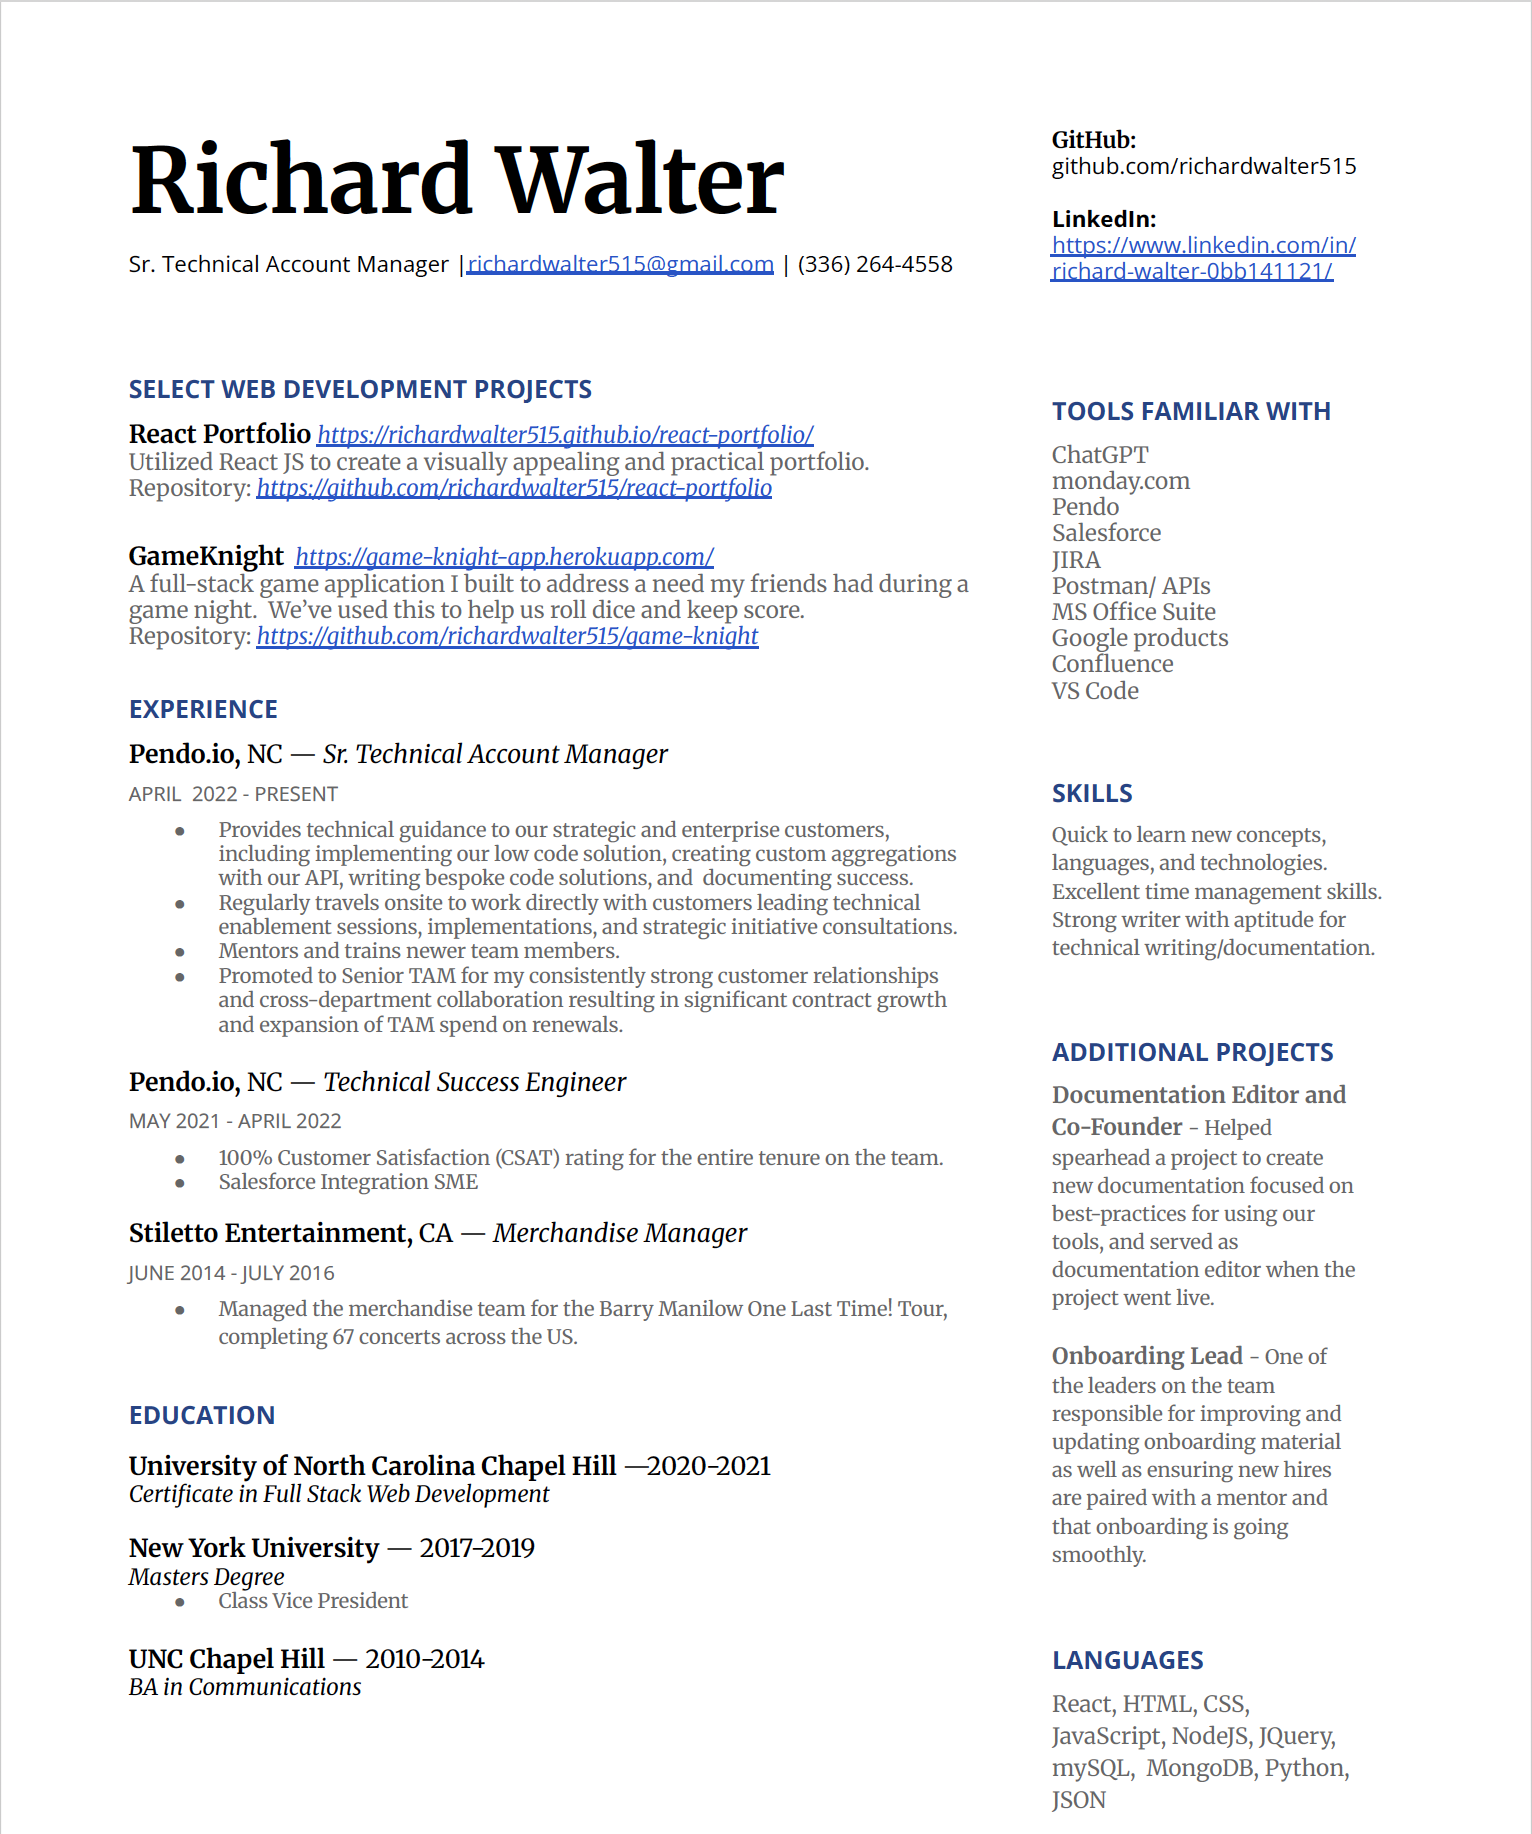 Richard Walter
Sr. Technical Account Manager |richardwalter515@gmail.com | (336) 264-4558
GitHub:
github.com/richardwalter515
LinkedIn:
https://www.linkedin.com/in/
richard-walter-0bb141121/
SELECT WEB DEVELOPMENT PROJECTS
React Portfolio https://richardwalter515.github.io/react-portfolio/
Utilized React JS to create a visually appealing and practical portfolio.
Repository: https://github.com/richardwalter515/react-portfolio
GameKnight https://game-knight-app.herokuapp.com/
A full-stack game application I built to address a need my friends had during a
game night. We’ve used this to help us roll dice and keep score.
Repository: https://github.com/richardwalter515/game-knight
EXPERIENCE
Pendo.io, NC — Sr. Technical Account Manager
APRIL 2022 - PRESENT
● Provides technical guidance to our strategic and enterprise customers,
including implementing our low code solution, creating custom aggregations
with our API, writing bespoke code solutions, and documenting success.
● Regularly travels onsite to work directly with customers leading technical
enablement sessions, implementations, and strategic initiative consultations.
● Mentors and trains newer team members.
● Promoted to Senior TAM for my consistently strong customer relationships
and cross-department collaboration resulting in significant contract growth
and expansion of TAM spend on renewals.
Pendo.io, NC — Technical Success Engineer
MAY 2021 - APRIL 2022
● 100% Customer Satisfaction (CSAT) rating for the entire tenure on the team.
● Salesforce Integration SME
Stiletto Entertainment, CA — Merchandise Manager
JUNE 2014 - JULY 2016
● Managed the merchandise team for the Barry Manilow One Last Time! Tour,
completing 67 concerts across the US.
EDUCATION
University of North Carolina Chapel Hill —2020-2021
Certificate in Full Stack Web Development
New York University — 2017-2019
Masters Degree
● Class Vice President
UNC Chapel Hill — 2010-2014
BA in Communications
TOOLS FAMILIAR WITH
ChatGPT
monday.com
Pendo
Salesforce
JIRA
Postman/ APIs
MS Office Suite
Google products
Confluence
VS Code
SKILLS
Quick to learn new concepts,
languages, and technologies.
Excellent time management skills.
Strong writer with aptitude for
technical writing/documentation.
ADDITIONAL PROJECTS
Documentation Editor and
Co-Founder - Helped
spearhead a project to create
new documentation focused on
best-practices for using our
tools, and served as
documentation editor when the
project went live.
Onboarding Lead - One of
the leaders on the team
responsible for improving and
updating onboarding material
as well as ensuring new hires
are paired with a mentor and
that onboarding is going
smoothly.
LANGUAGES
React, HTML, CSS,
JavaScript, NodeJS, JQuery,
mySQL, MongoDB, Python,
JSON